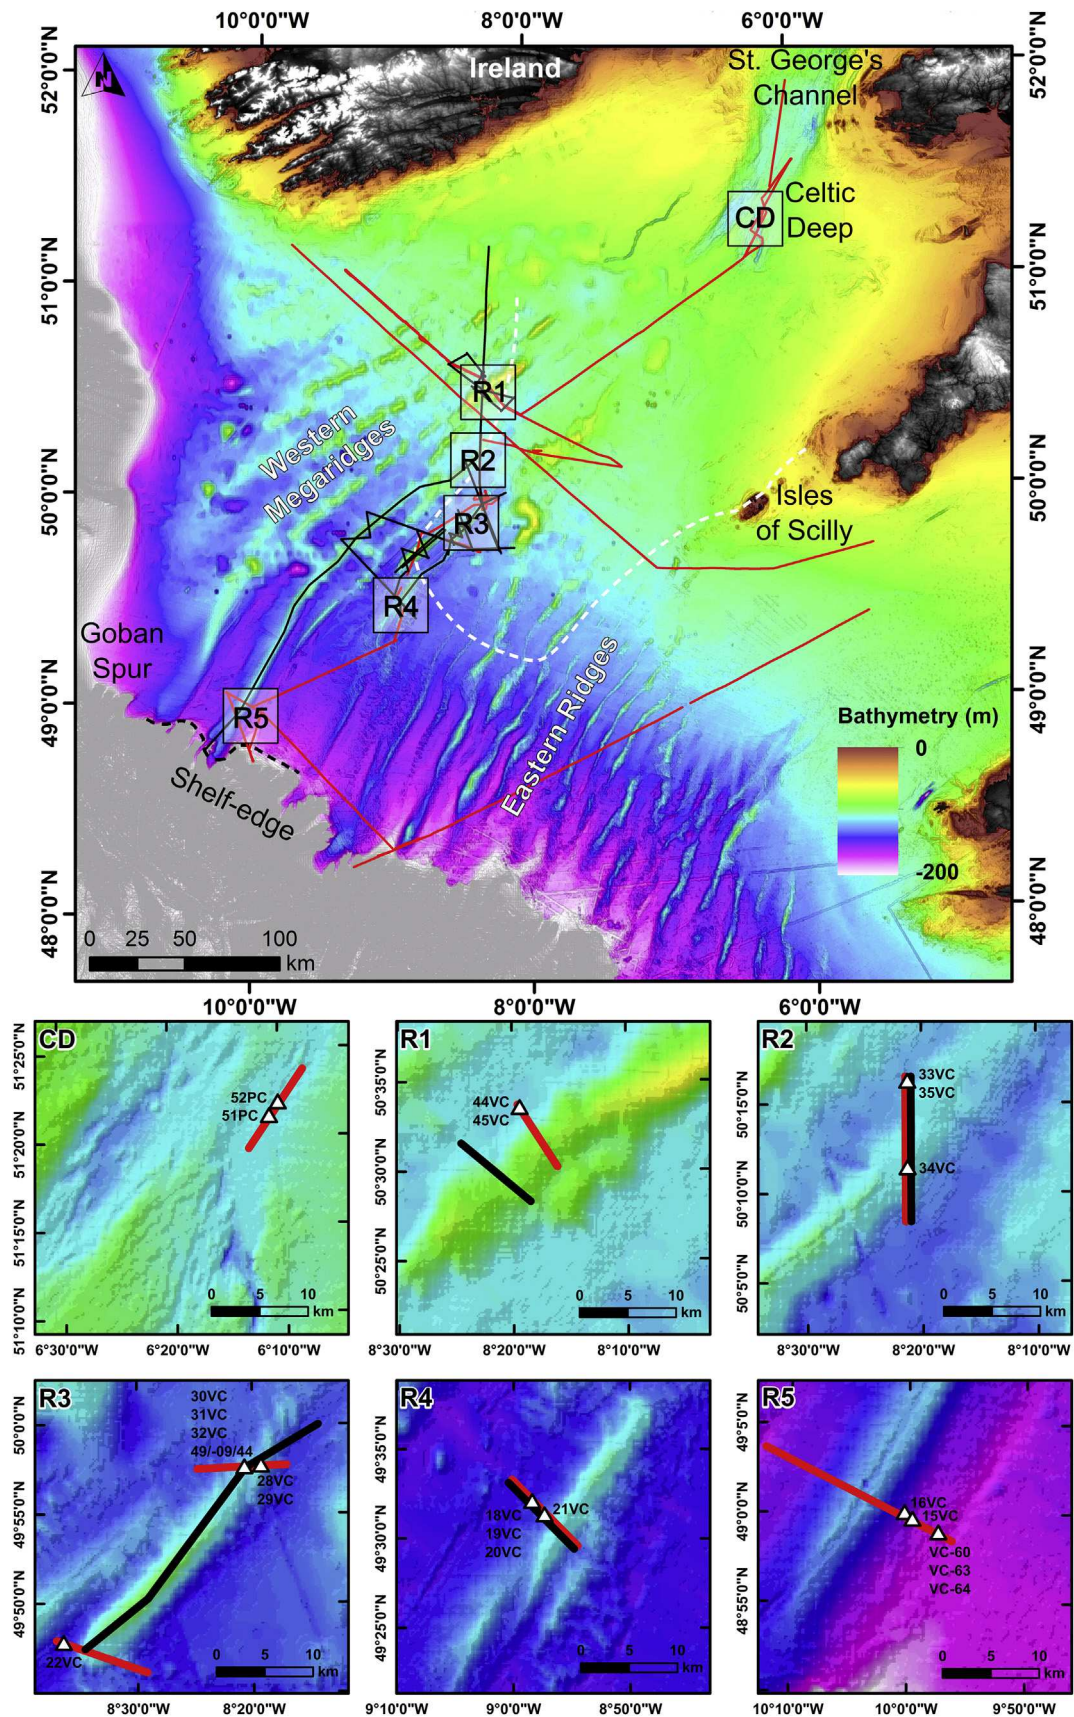 10°0'0"W 8°0'0"W 6°0'0"W
52°0'0"N
51°0'0"N
50°0'0"N
49°0'0"N
48°0'0"N
52°0'0"N
51°0'0"N
50°0'0"N
49°0'0"N
48°0'0"N
N
Ireland
St. George's
Channel
CD
Celtic
Deep
R1
Western
Megaridges
R2
R3
Isles
of Scilly
R4
Goban
Spur
R5
Eastern Ridges
Shelf-edge
Bathymetry (m)
0
-200
0 25 50 100
km
10°0'0"W 8°0'0"W 6°0'0"W
CD
51°25'0"N
51°20'0"N
51°15'0"N
51°10'0"N
52PC
51PC
0 5 10
km
6°30'0"W 6°20'0"W 6°10'0"W
R1
50°35'0"N
50°30'0"N
50°25'0"N
44VC
45VC
0 5 10
km
8°30'0"W 8°20'0"W 8°10'0"W
R2
50°15'0"N
50°10'0"N
50°5'0"N
33VC
35VC
34VC
0 5 10
km
8°30'0"W 8°20'0"W 8°10'0"W
R3
50°0'0"N
49°55'0"N
49°50'0"N
30VC
31VC
32VC
49/-09/44
28VC
29VC
22VC
0 5 10
km
8°30'0"W 8°20'0"W
R4
49°35'0"N
49°30'0"N
49°25'0"N
21VC
18VC
19VC
20VC
0 5 10
km
9°10'0"W 9°0'0"W 8°50'0"W
R5
49°5'0"N
49°0'0"N
48°55'0"N
16VC
15VC
VC-60
VC-63
VC-64
0 5 10
km
10°10'0"W 10°0'0"W 9°50'0"W